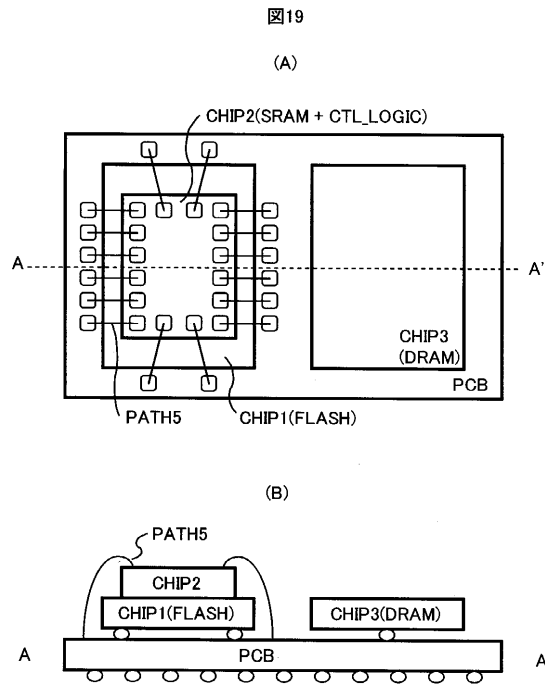 図19
(A)
CHIP2(SRAM + CTL_LOGIC)
A
A'
CHIP3
(DRAM)
PCB
PATH5
CHIP1(FLASH)
(B)
PATH5
CHIP2
CHIP1(FLASH)
CHIP3(DRAM)
A
PCB
A